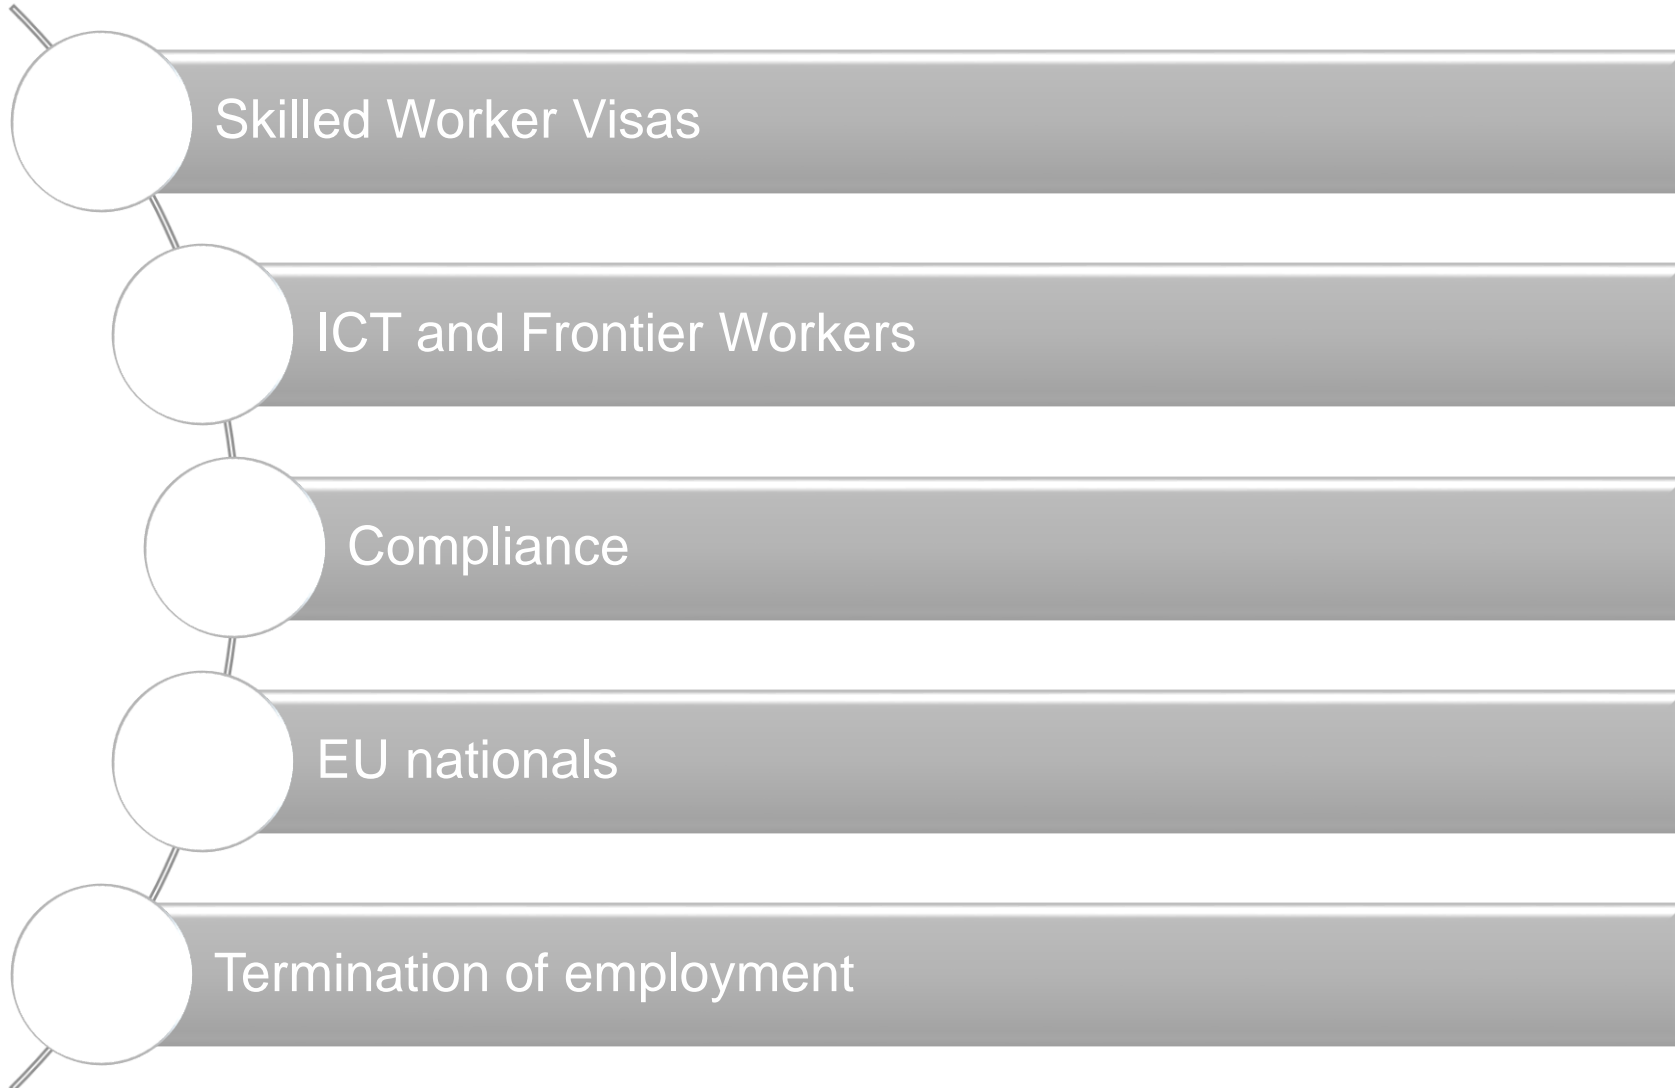 Skilled Worker Visas
ICT and Frontier Workers
Compliance
EU nationals
Termination of employment